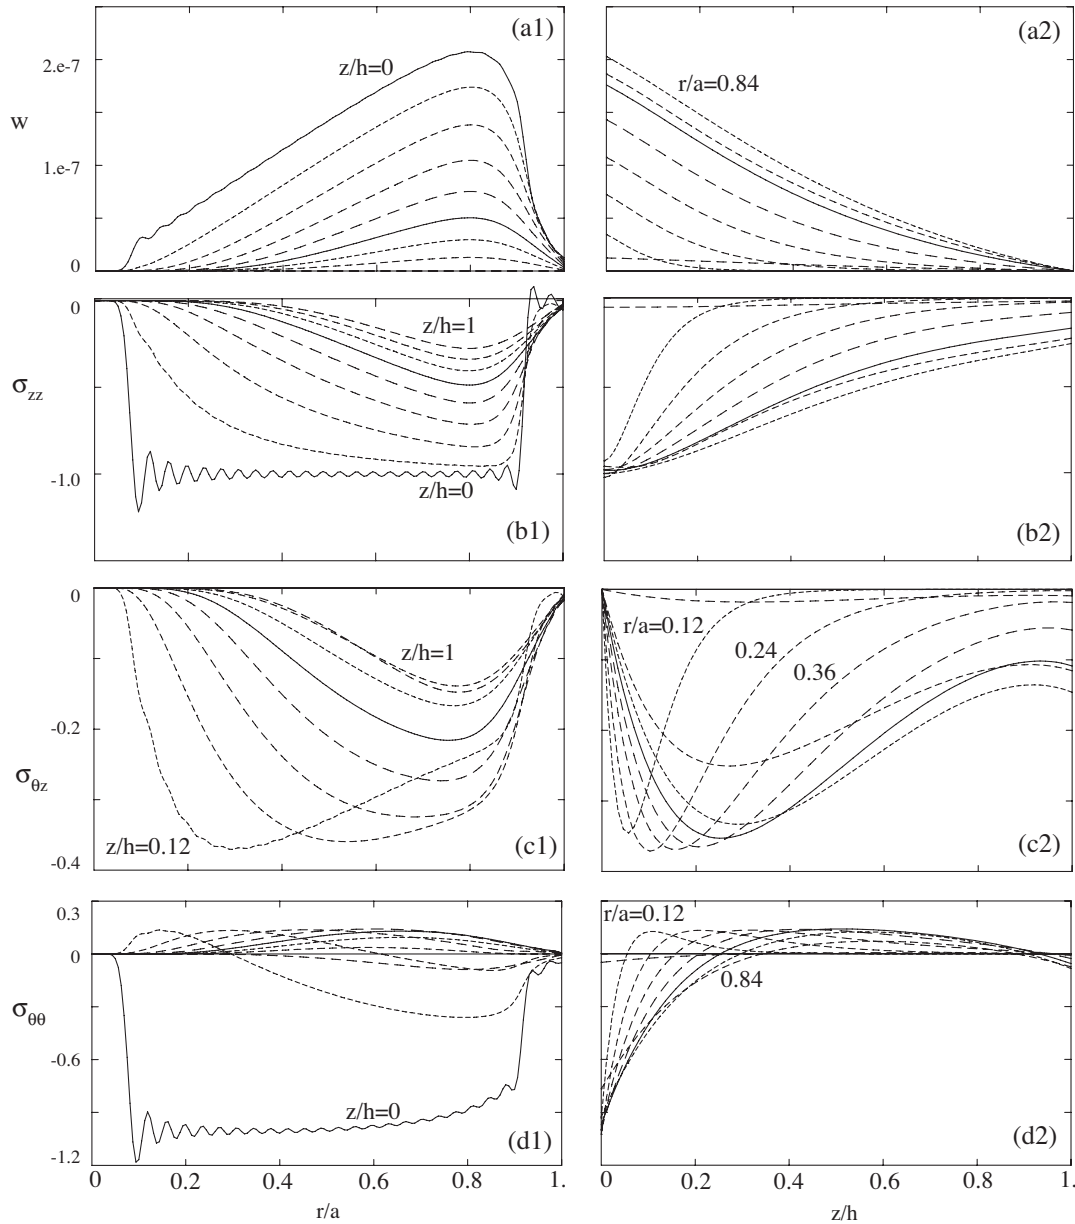 (a1)
(a2)
2.e-7
z/h=0
r/a=0.84
w
1.e-7
0
0
z/h=1
σzz
-1.0
z/h=0
(b1)
(b2)
0
z/h=1
r/a=0.12
0.24
0.36
-0.2
σθz
z/h=0.12
-0.4
(c1)
(c2)
0.3
r/a=0.12
0
0.84
σθθ
-0.6
z/h=0
(d1)
(d2)
-1.2
0 0.2 0.4 0.6 0.8 1.
0 0.2 0.4 0.6 0.8 1.
r/a
z/h